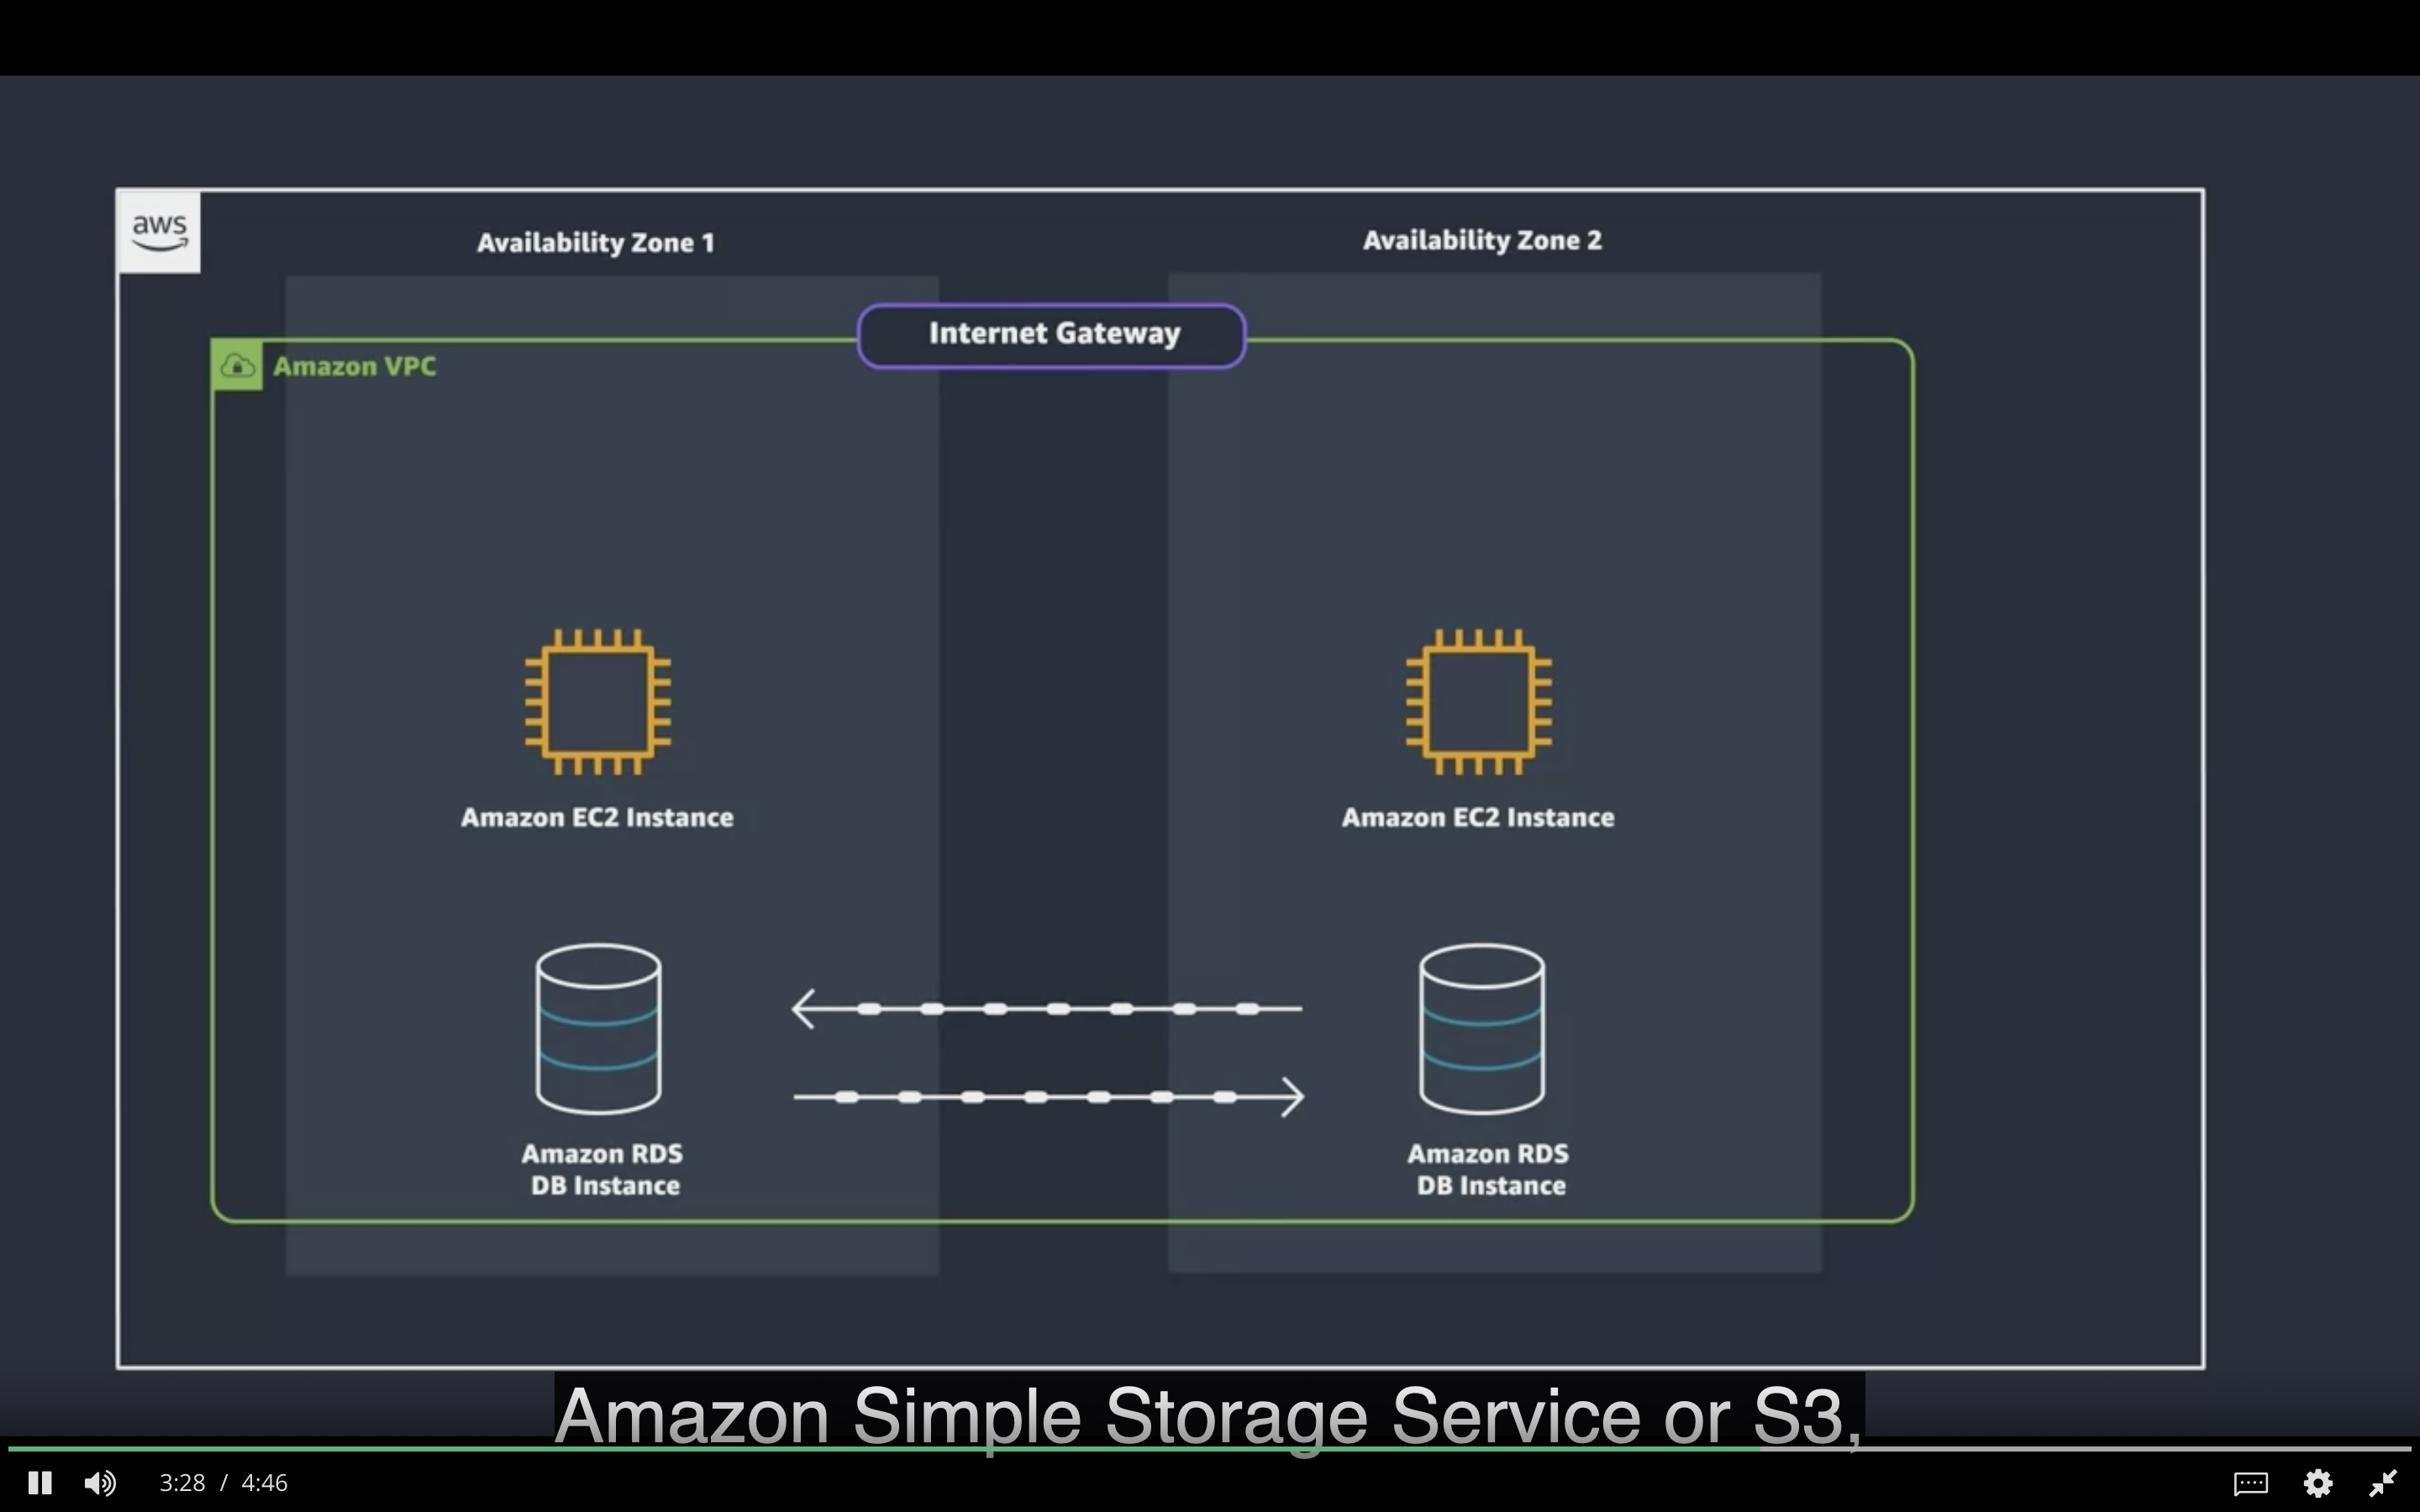 aws
Availability Zone 1
Availability Zone 2
Internet Gateway
Amazon VPC
Amazon EC2 Instance
Amazon EC2 Instance
Amazon RDS
DB Instance
Amazon RDS
DB Instance
Amazon Simple Storage Service or S3,
3:28 / 4:46